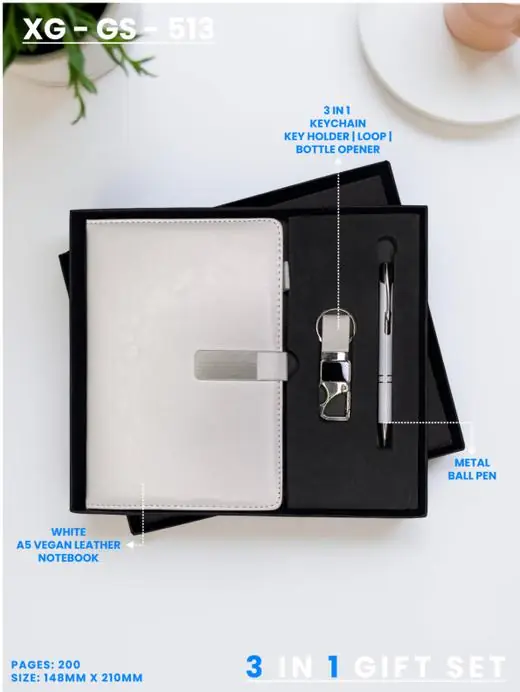 XG - GS - 513
3 IN 1
KEYCHAIN
KEY HOLDER | LOOP |
BOTTLE OPENER
METAL
BALL PEN
WHITE
A5 VEGAN LEATHER
NOTEBOOK
PAGES: 200
SIZE: 148MM X 210MM
3 IN 1 GIFT SET